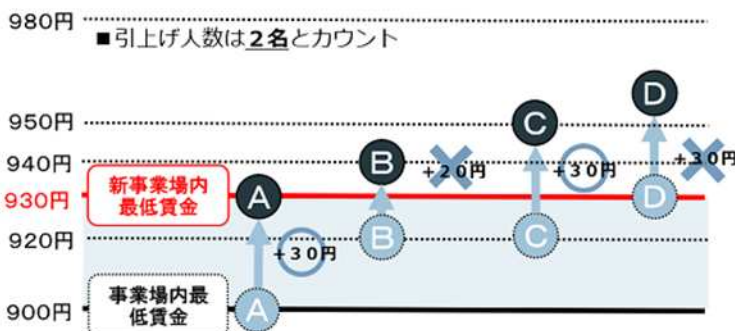 980円
■引上げ人数は2名とカウント
950円
940円
930円
920円
900円
新事業場内
最低賃金
事業場内最
低賃金
A
A
+30円
B
B
+20円
C
C
+30円
D
D
+30円